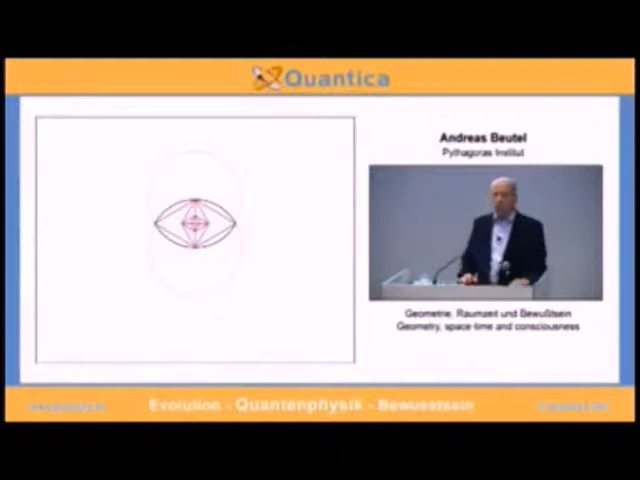 Quantica
Andreas Beutel
Pythagoras Institut
Geometrie, Raumzeit und Bewußtsein
Geometry, space-time and consciousness
Evolution - Quantenphysik - Bewusstsein